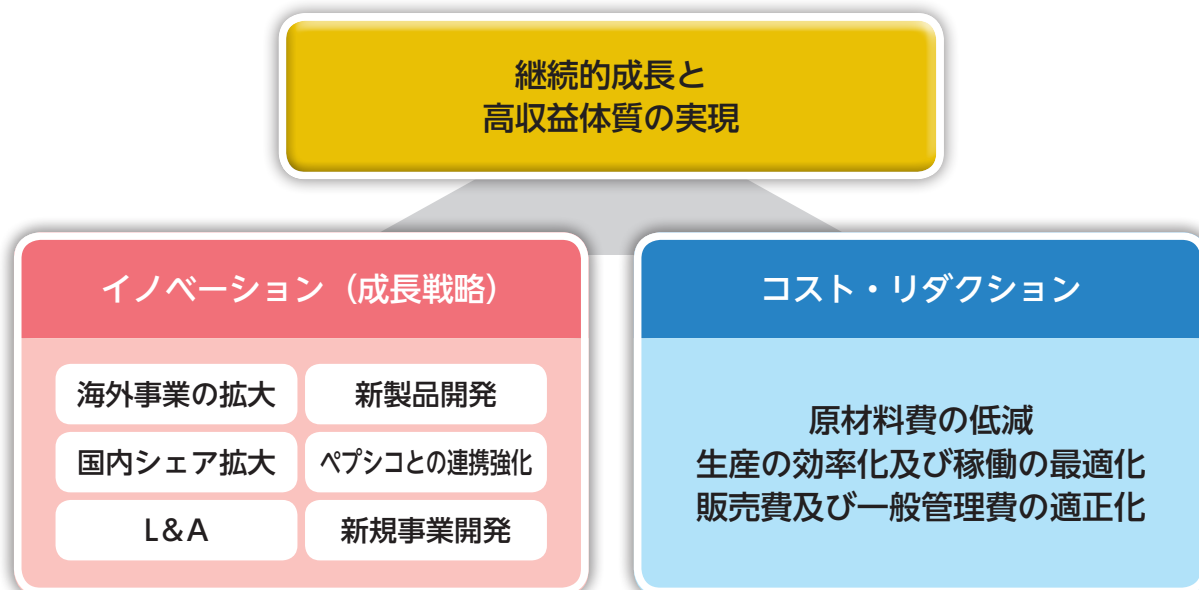 継続的成長と
高収益体質の実現
イノベーション（成長戦略）
海外事業の拡大
新製品開発
国内シェア拡大
ペプシコとの連携強化
L&A
新規事業開発
コスト・リダクション
原材料費の低減
生産の効率化及び稼働の最適化
販売費及び一般管理費の適正化